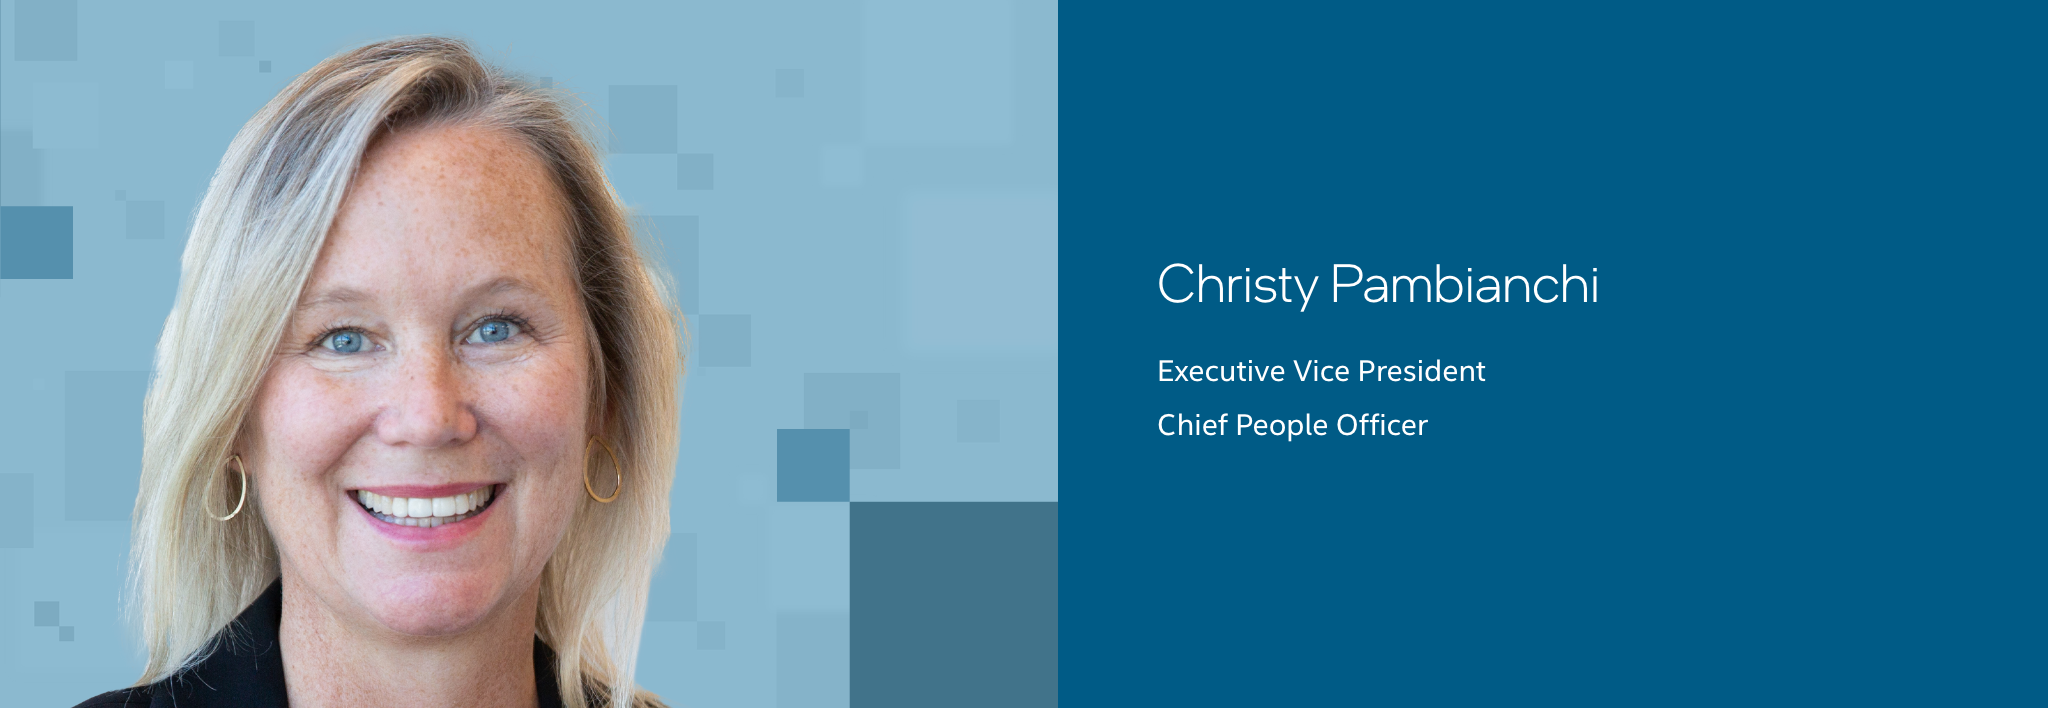 Christy Pambianchi
Executive Vice President
Chief People Officer